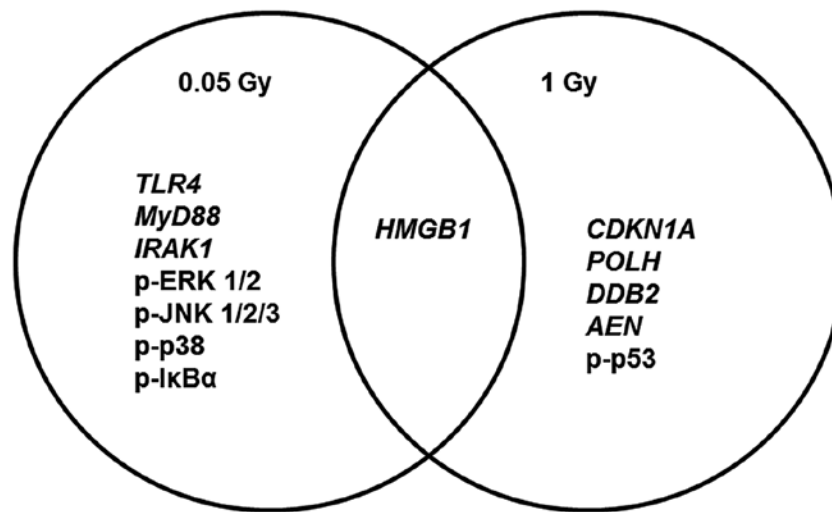 0.05 Gy
TLR4
MyD88
IRAK1
p-ERK 1/2
p-JNK 1/2/3
p-p38
p-IκBα
HMGB1
1 Gy
CDKN1A
POLH
DDB2
AEN
p-p53